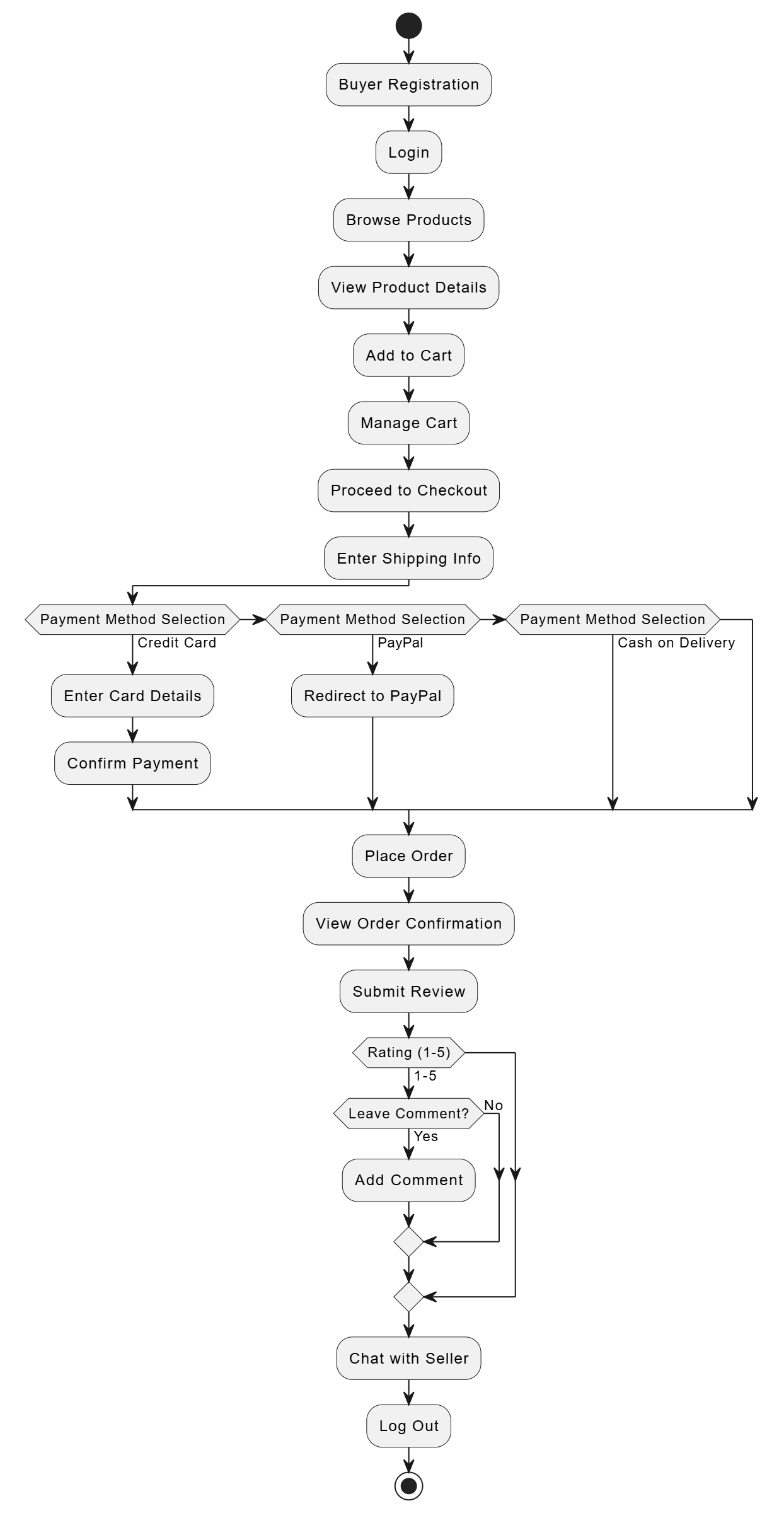 Buyer Registration
Login
Browse Products
View Product Details
Add to Cart
Manage Cart
Proceed to Checkout
Enter Shipping Info
Payment Method Selection
Payment Method Selection
Payment Method Selection
Credit Card
PayPal
Cash on Delivery
Enter Card Details
Redirect to PayPal
Confirm Payment
Place Order
View Order Confirmation
Submit Review
Rating (1-5)
1-5
Leave Comment?
No
Yes
Add Comment
Chat with Seller
Log Out